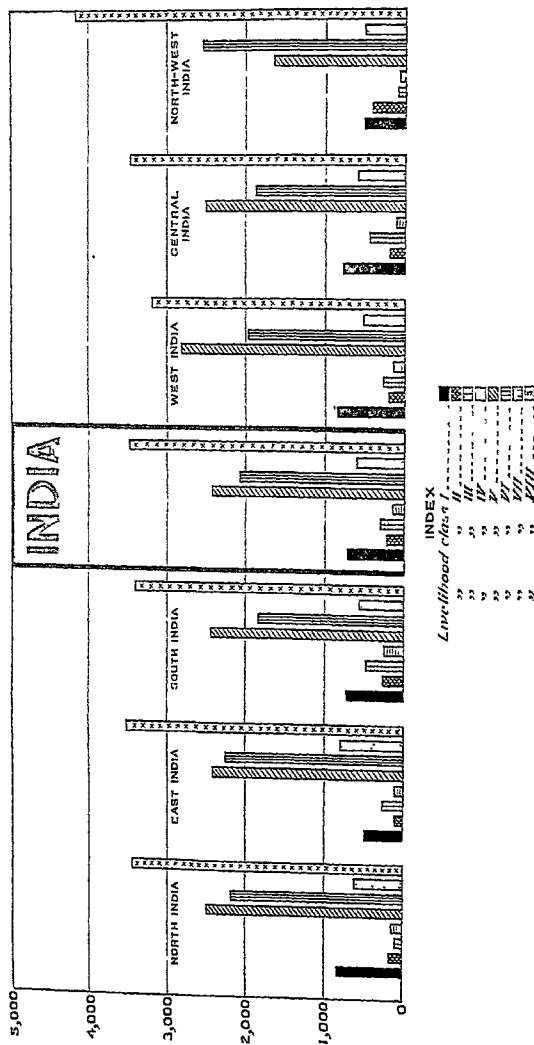 INDIA
5,000
4,000
3,000
2,000
1,000
0
NORTH INDIA
EAST INDIA
SOUTH INDIA
WEST INDIA
CENTRAL
INDIA
NORTH-WEST
INDIA
INDEX
Livelihood class I
" " II
" " III
" " IV
" " V
" " VI
" " VII
" " VIII